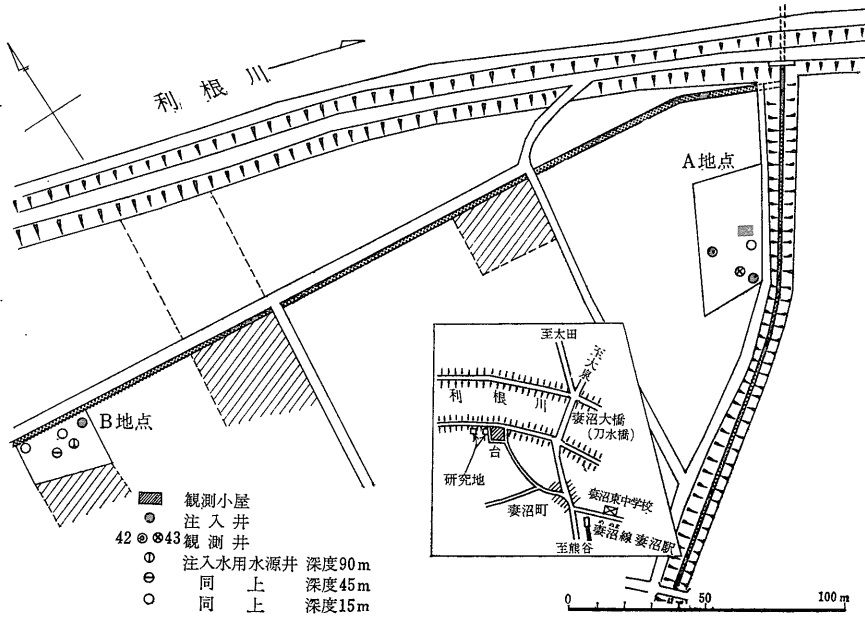 利根川
A地点
B地点
至太田
至大泉
利根川
妻沼大橋
(刀水橋)
台
研究地
妻沼町
妻沼東中学校
妻沼線 妻沼駅
至熊谷
観測小屋
注入井
42 43 観測井
注入水用水源井 深度90m
同上 深度45m
同上 深度15m
0 50 100m